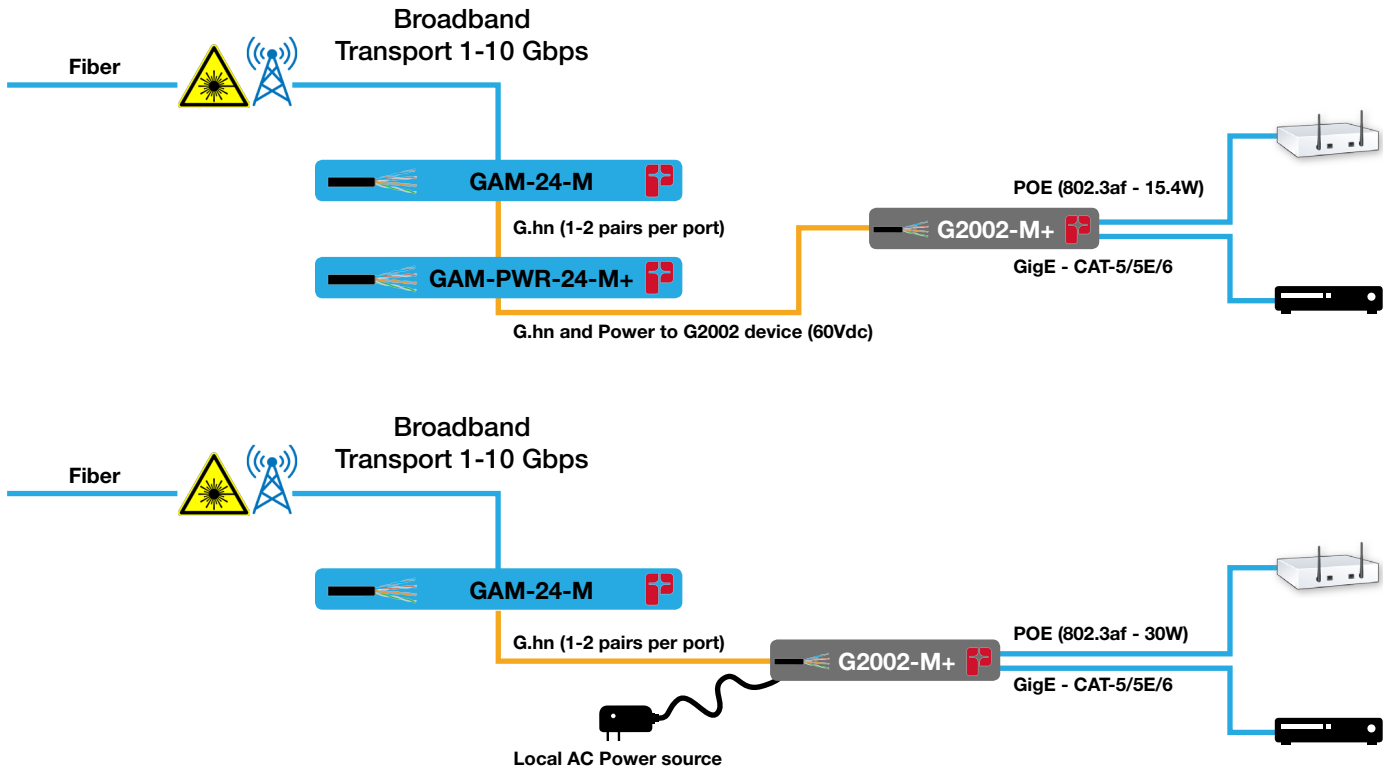 Broadband
Transport 1-10 Gbps
Fiber
GAM-24-M
POE (802.3af - 15.4W)
G.hn (1-2 pairs per port)
G2002-M+
GigE - CAT-5/5E/6
GAM-PWR-24-M+
G.hn and Power to G2002 device (60Vdc)
Broadband
Transport 1-10 Gbps
Fiber
GAM-24-M
G.hn (1-2 pairs per port)
POE (802.3af - 30W)
G2002-M+
GigE - CAT-5/5E/6
Local AC Power source